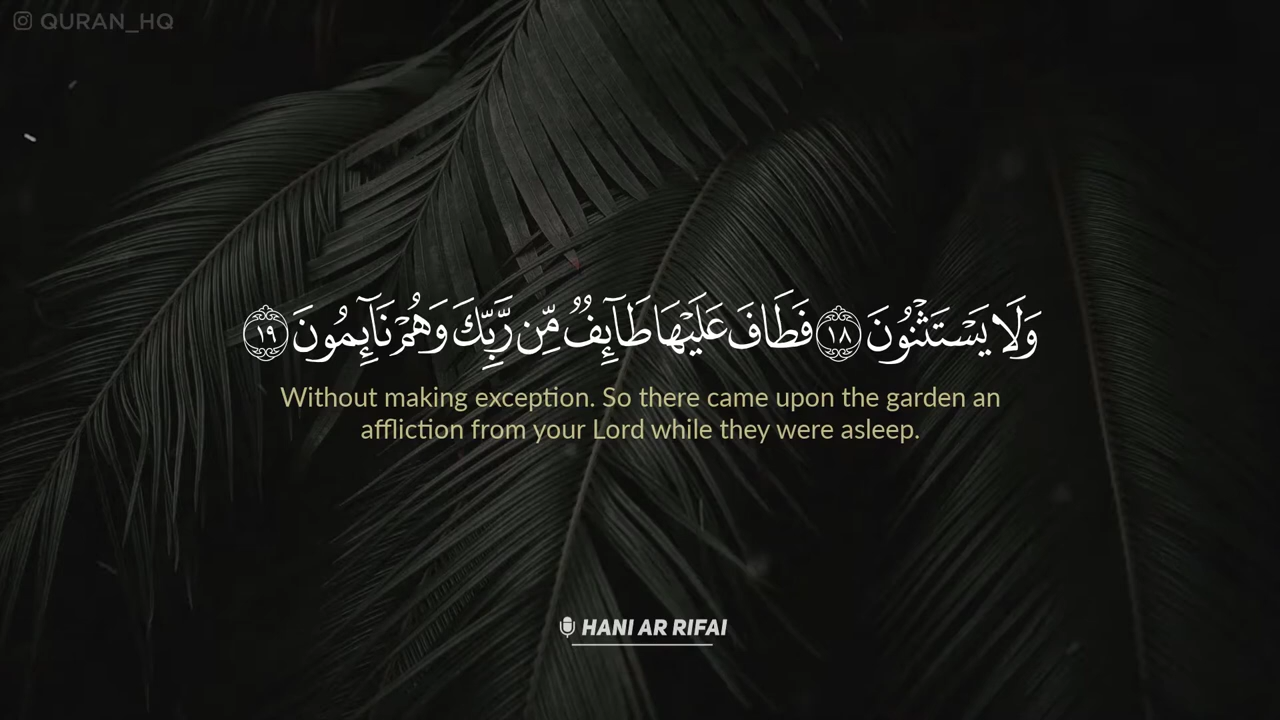 QURAN_HQ
وَلَا يَسْتَثْنُونَ ١٨ فَطَافَ عَلَيْهَا طَآئِفٌ مِّن رَّبِّكَ وَهُمْ نَآئِمُونَ ١٩
Without making exception. So there came upon the garden an
affliction from your Lord while they were asleep.
HANI AR RIFAI